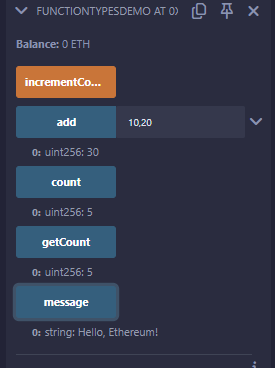 FUNCTIONTYPESDEMO AT 0X
Balance: 0 ETH
incrementCo...
add 10,20
0: uint256: 30
count
0: uint256: 5
getCount
0: uint256: 5
message
0: string: Hello, Ethereum!